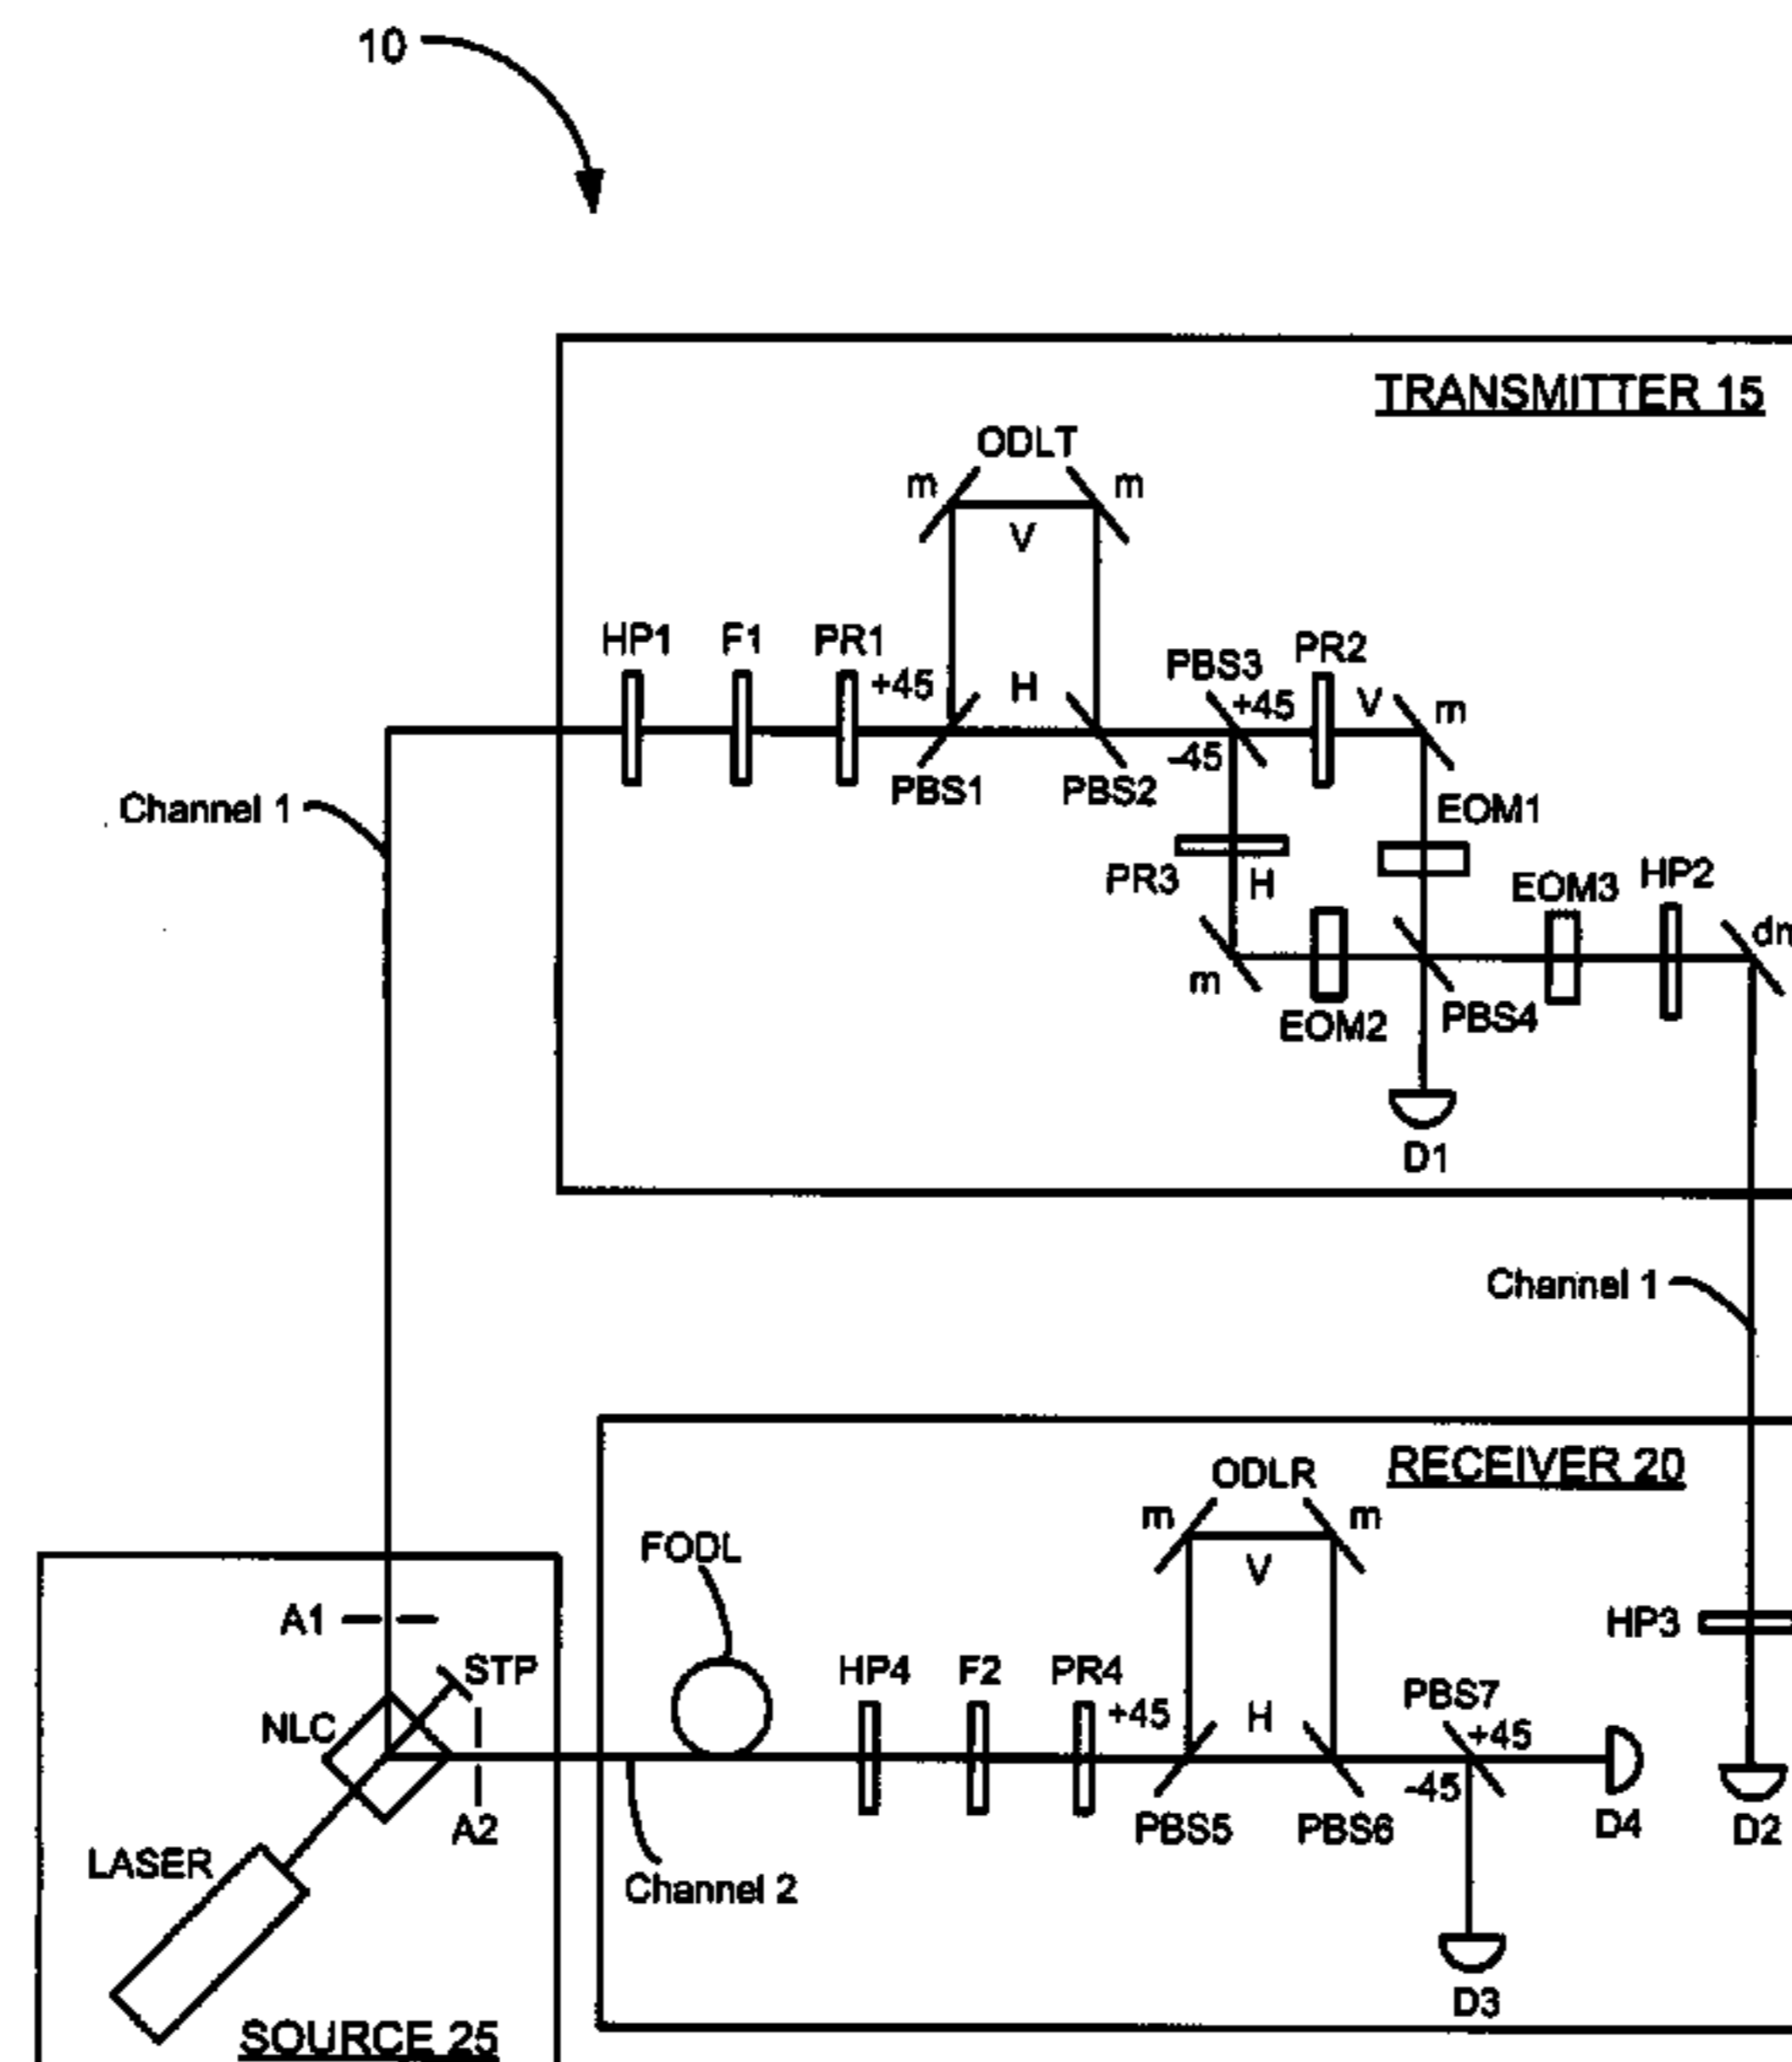 10
TRANSMITTER 15
ODLT
m
m
V
HP1
F1
PR1
+45
H
PBS1
PBS2
PBS3
+45
-45
PR2
V
m
Channel 1
EOM1
PR3
H
m
EOM2
EOM3
HP2
PBS4
D1
Channel 1
RECEIVER 20
ODLR
m
m
V
FODL
A1
STP
NLC
A2
HP4
F2
PR4
+45
H
PBS5
PBS6
PBS7
+45
-45
HP3
D4
D2
LASER
Channel 2
D3
SOURCE 25